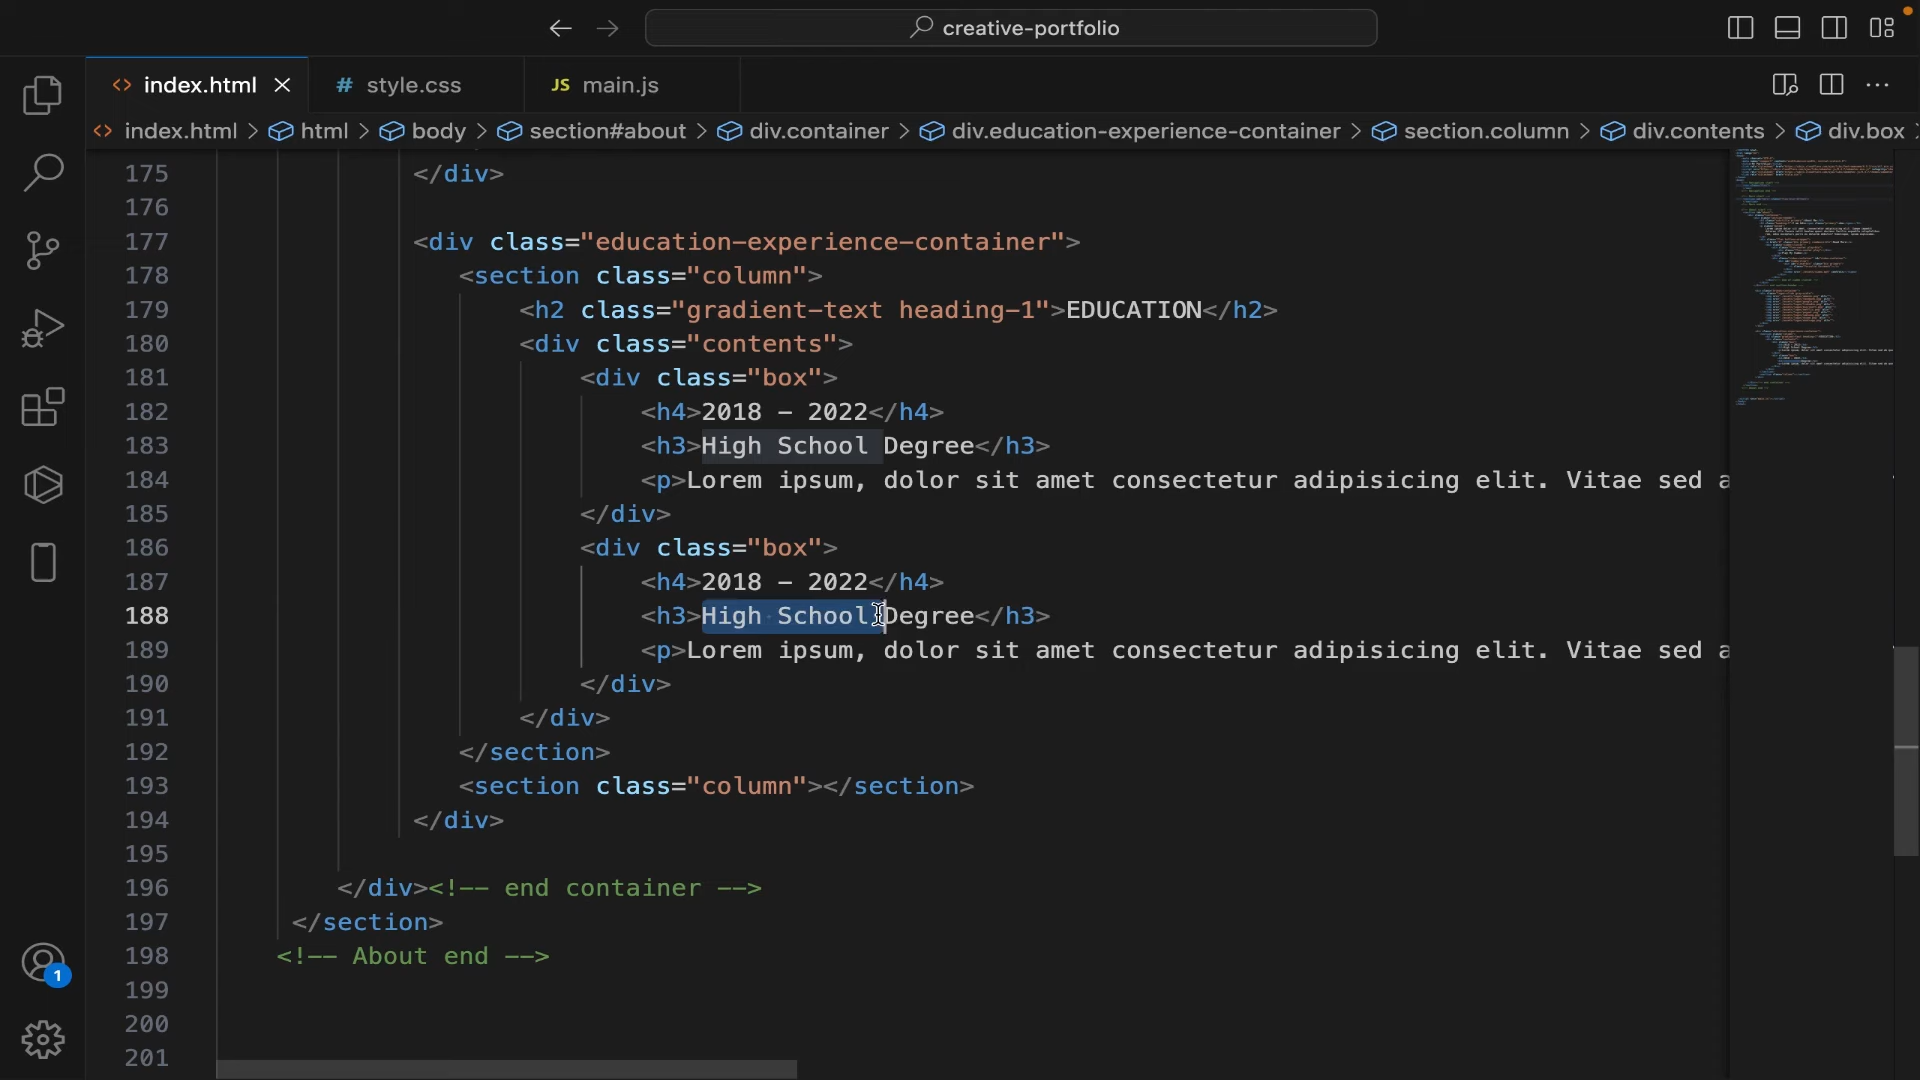 creative-portfolio
index.html
# style.css
JS main.js
index.html > html > body > section#about > div.container > div.education-experience-container > section.column > div.contents > div.box >
175 </div>
176
177 <div class="education-experience-container">
178 <section class="column">
179 <h2 class="gradient-text heading-1">EDUCATION</h2>
180 <div class="contents">
181 <div class="box">
182 <h4>2018 - 2022</h4>
183 <h3>High School Degree</h3>
184 <p>Lorem ipsum, dolor sit amet consectetur adipisicing elit. Vitae sed a
185 </div>
186 <div class="box">
187 <h4>2018 - 2022</h4>
188 <h3>High School Degree</h3>
189 <p>Lorem ipsum, dolor sit amet consectetur adipisicing elit. Vitae sed a
190 </div>
191 </div>
192 </section>
193 <section class="column"></section>
194 </div>
195
196 </div><!-- end container -->
197 </section>
198 <!-- About end -->
199
200
201
1